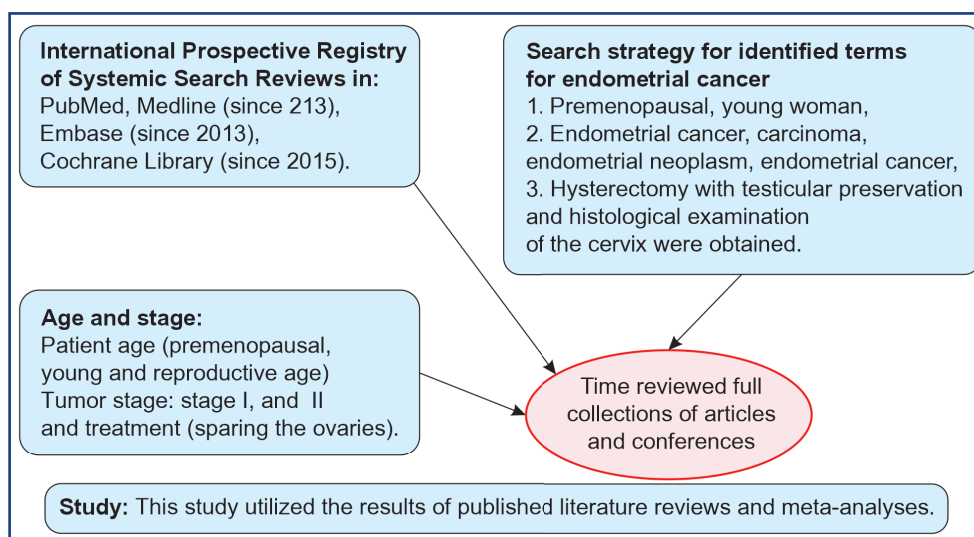 International Prospective Registry
of Systemic Search Reviews in:
PubMed, Medline (since 213),
Embase (since 2013),
Cochrane Library (since 2015).
Search strategy for identified terms
for endometrial cancer
1. Premenopausal, young woman,
2. Endometrial cancer, carcinoma,
endometrial neoplasm, endometrial cancer,
3. Hysterectomy with testicular preservation
and histological examination
of the cervix were obtained.
Age and stage:
Patient age (premenopausal,
young and reproductive age)
Tumor stage: stage I, and II
and treatment (sparing the ovaries).
Time reviewed full
collections of articles
and conferences
Study: This study utilized the results of published literature reviews and meta-analyses.